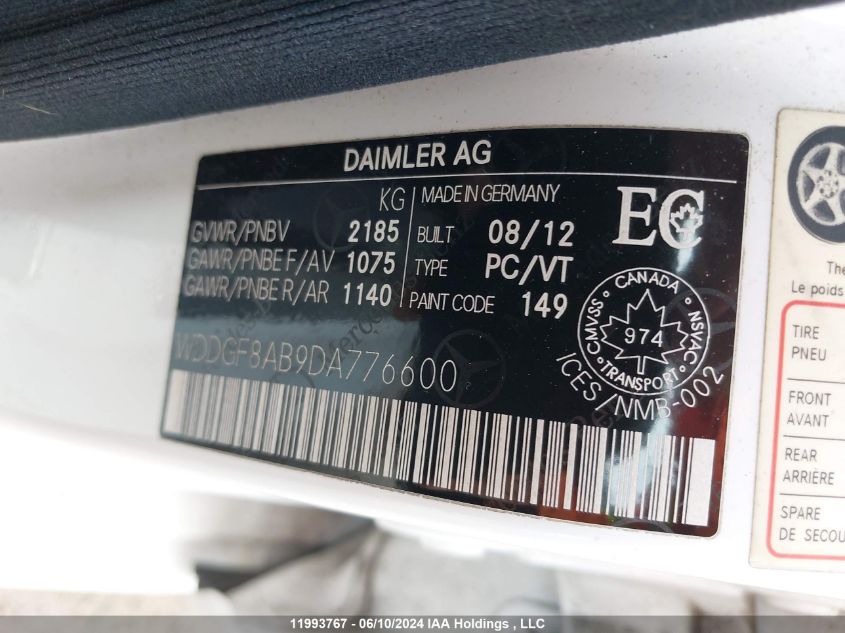 DAIMLER AG
KG
GVWR/PNBV 2185
GAWR/PNBE F/AV 1075
GAWR/PNBE R/AR 1140
MADE IN GERMANY
BUILT 08/12
TYPE PC/VT
PAINT CODE 149
EC
CANADA
CMVSS 974 NSVAC
TRANSPORT
ICES/NMB-002
WDDGF8AB9DA776600
The
Le poids
TIRE
PNEU
FRONT
AVANT
REAR
ARRIÈRE
SPARE
DE SECOU
11993767 - 06/10/2024 IAA Holdings , LLC